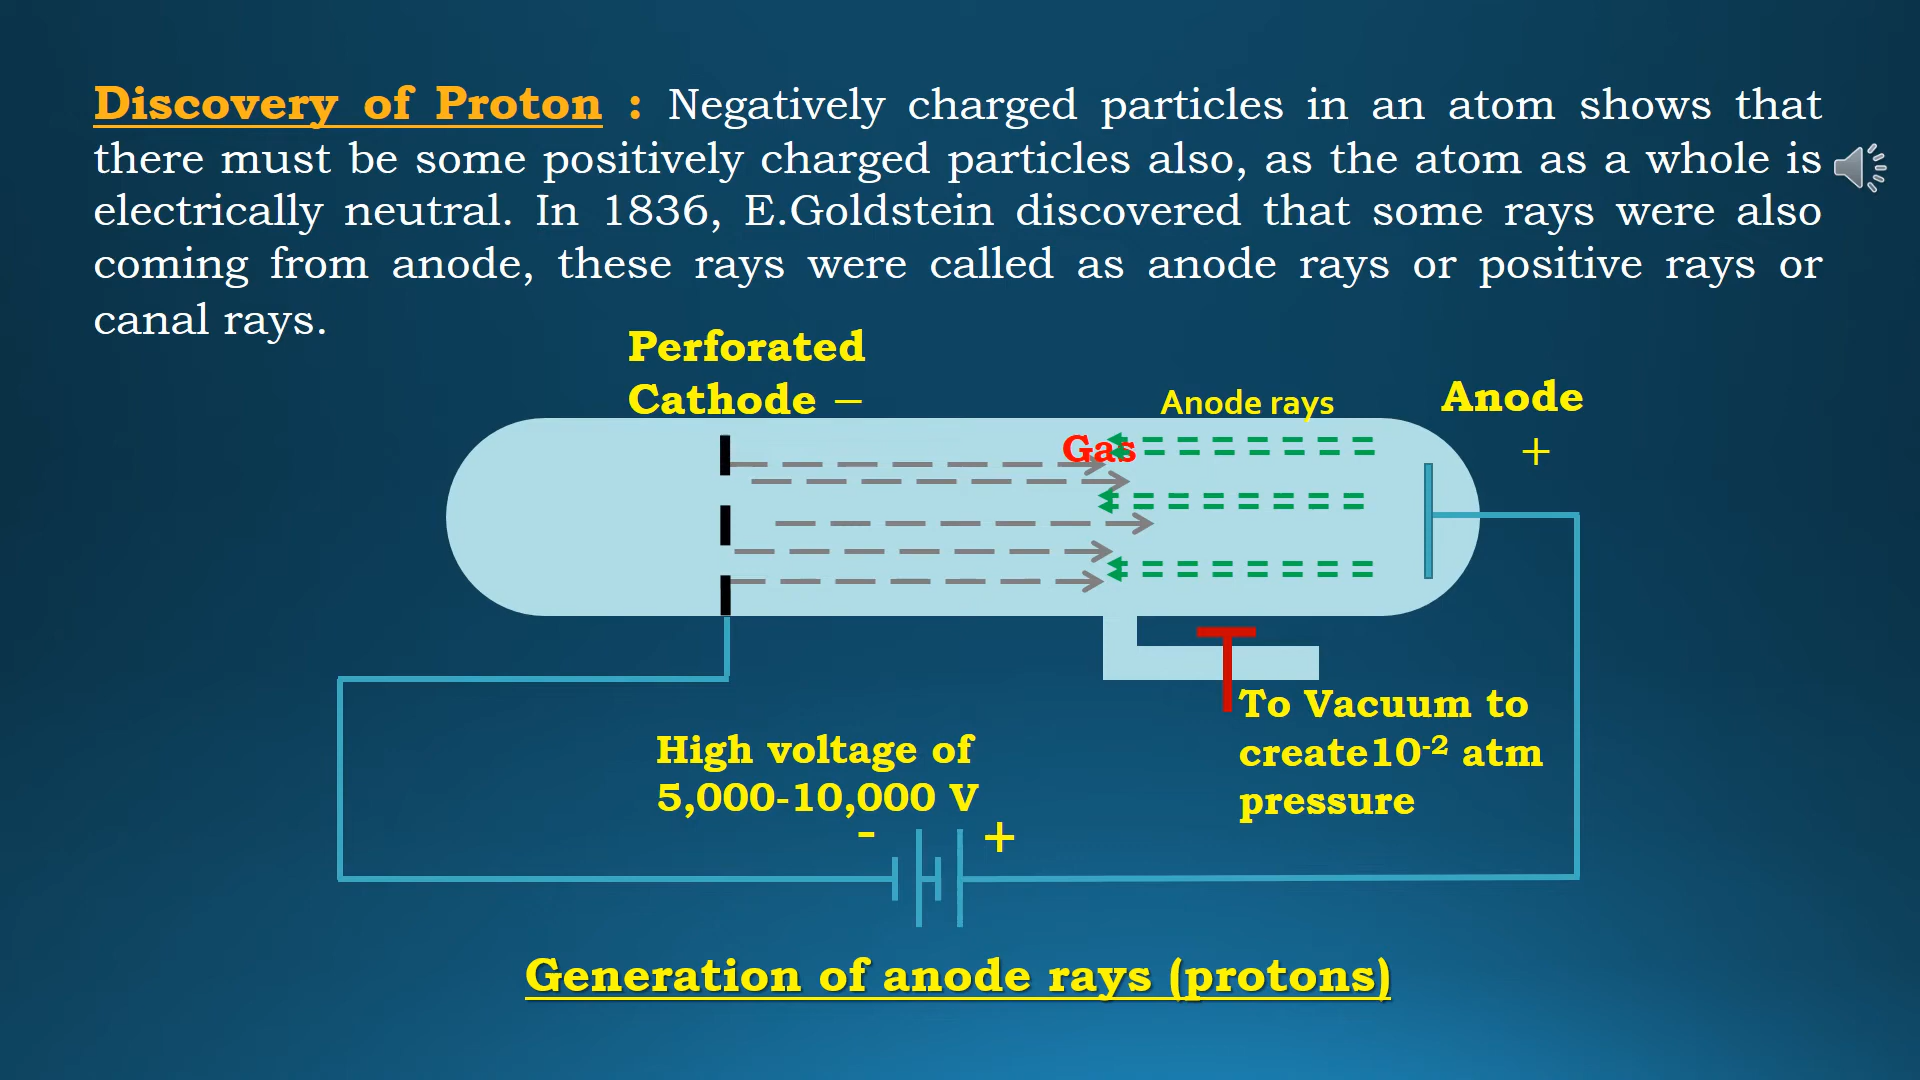 Discovery of Proton : Negatively charged particles in an atom shows that
there must be some positively charged particles also, as the atom as a whole is
electrically neutral. In 1836, E.Goldstein discovered that some rays were also
coming from anode, these rays were called as anode rays or positive rays or
canal rays.
Perforated
Cathode –
Anode rays
Anode
+
Gas
To Vacuum to
create10⁻² atm
pressure
High voltage of
5,000-10,000 V
- +
Generation of anode rays (protons)